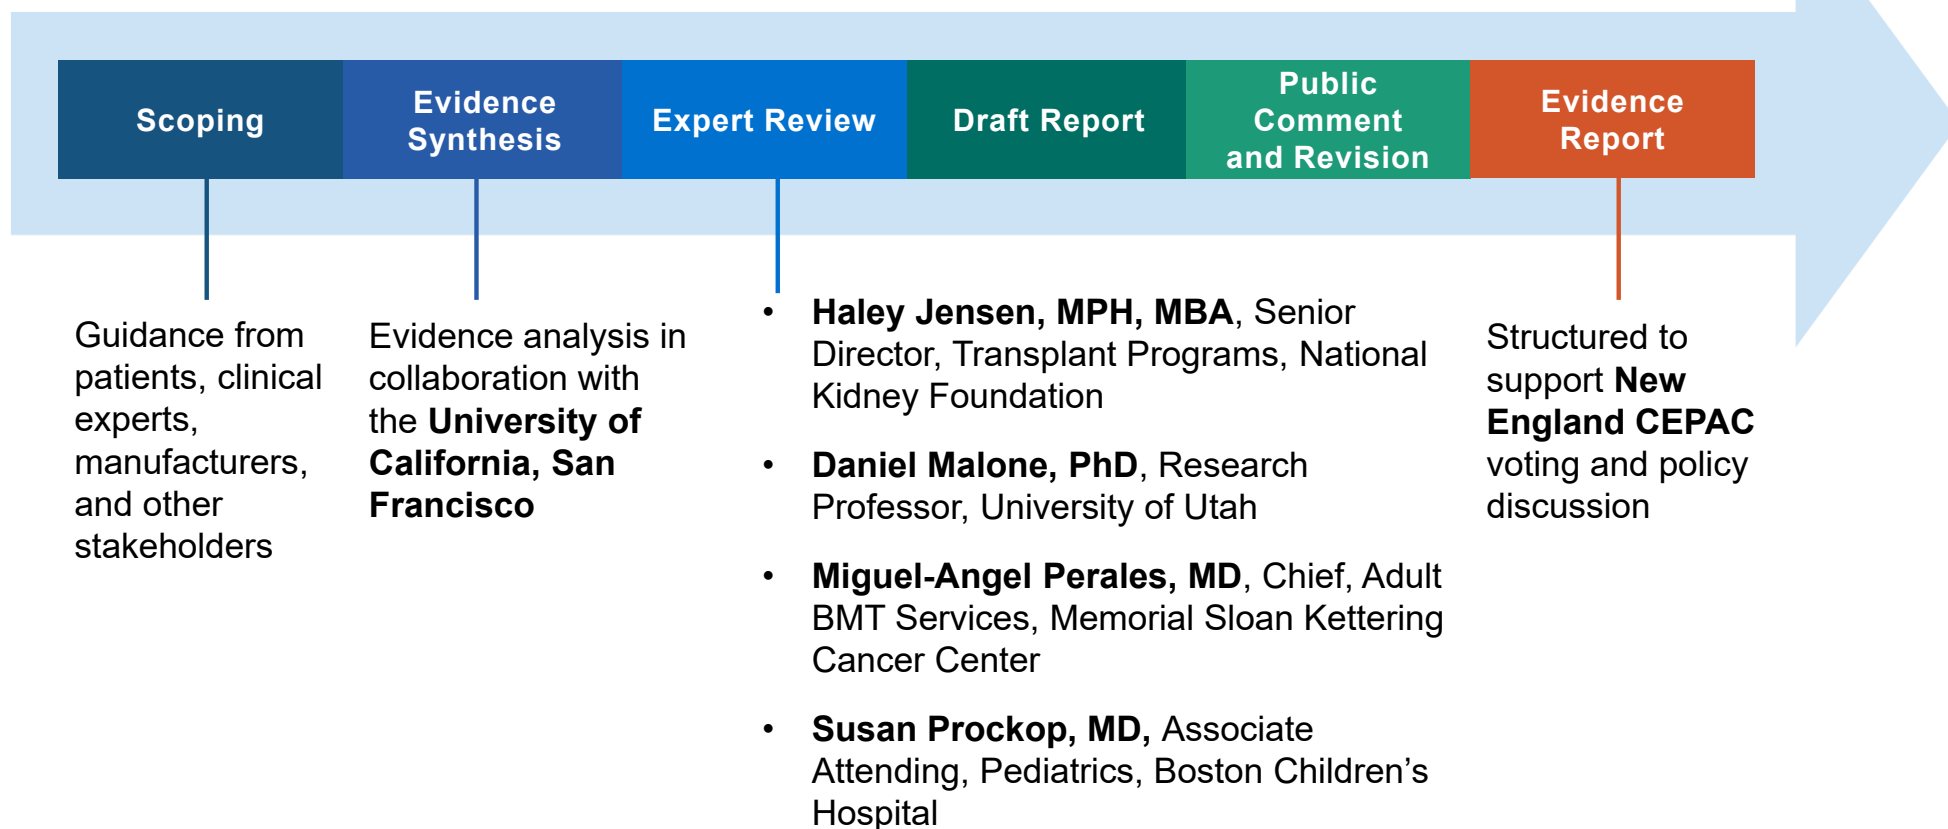 Scoping
Evidence
Synthesis
Expert Review
Draft Report
Public
Comment
and Revision
Evidence
Report
Guidance from
patients, clinical
experts,
manufacturers,
and other
stakeholders
Evidence analysis in
collaboration with
the University of
California, San
Francisco
• Haley Jensen, MPH, MBA, Senior
Director, Transplant Programs, National
Kidney Foundation
• Daniel Malone, PhD, Research
Professor, University of Utah
• Miguel-Angel Perales, MD, Chief, Adult
BMT Services, Memorial Sloan Kettering
Cancer Center
• Susan Prockop, MD, Associate
Attending, Pediatrics, Boston Children’s
Hospital
Structured to
support New
England CEPAC
voting and policy
discussion